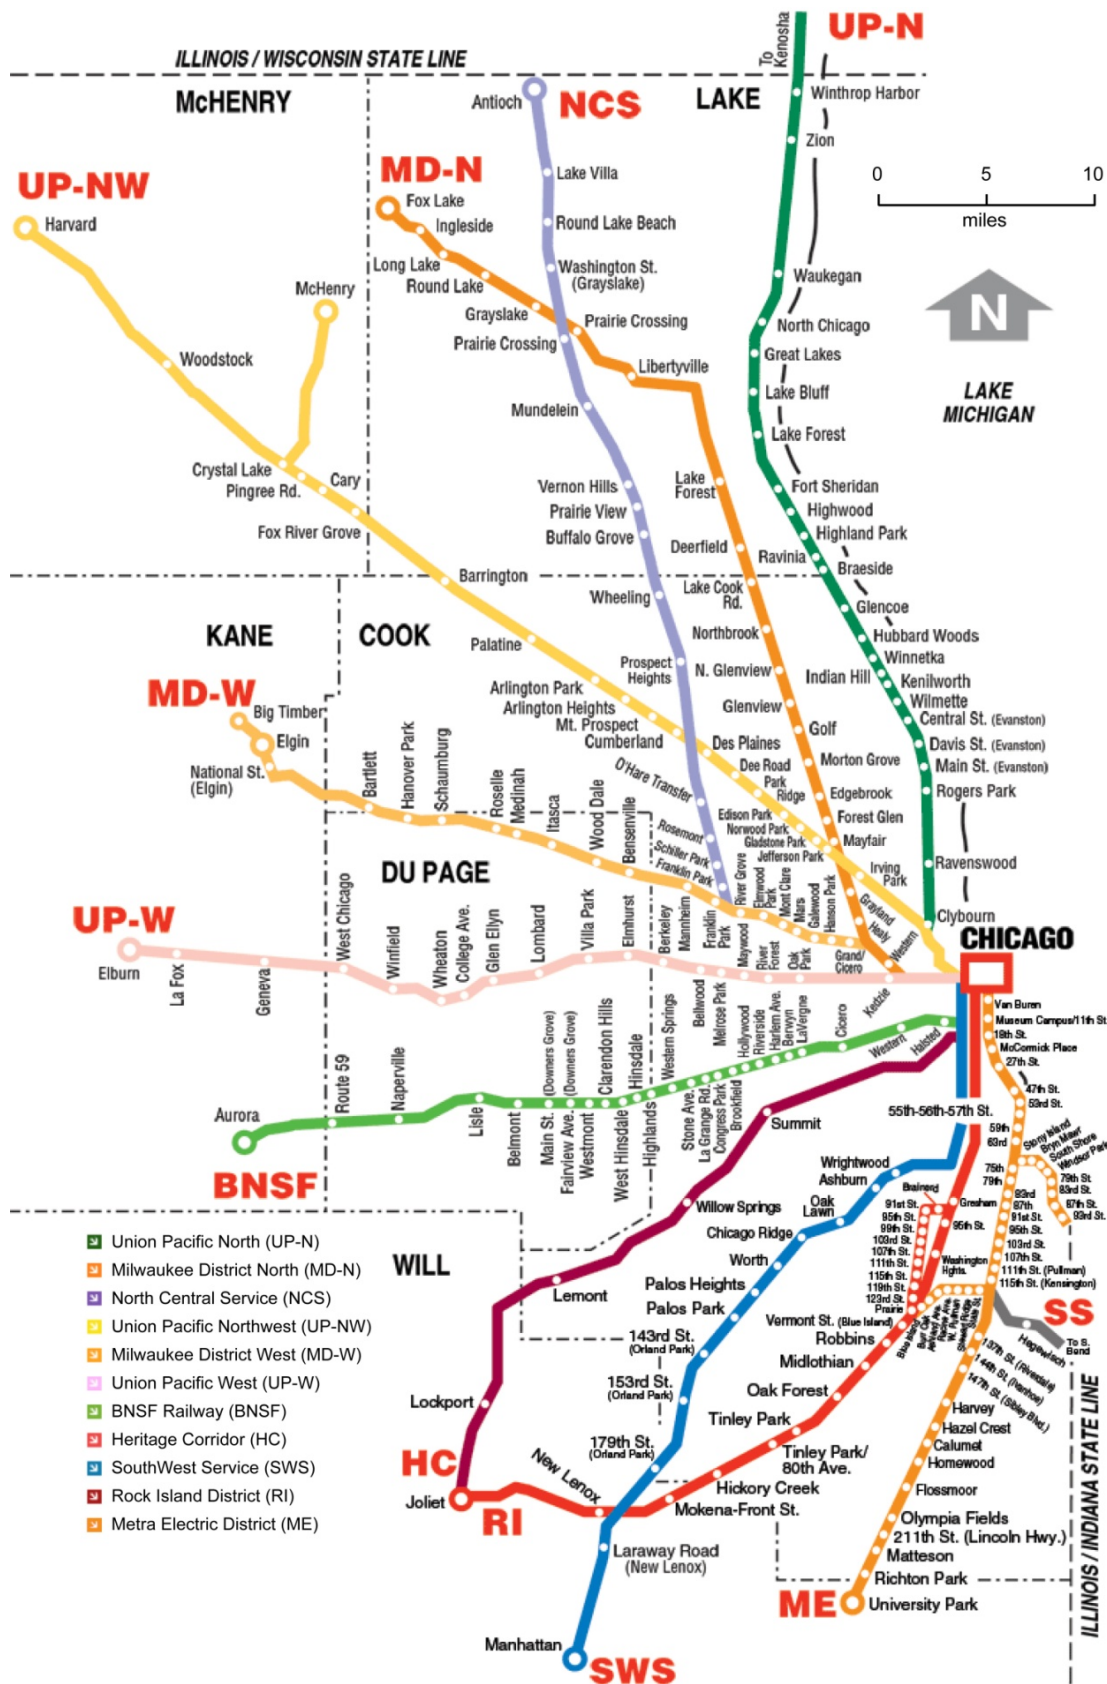 To
Kenosha
UP-N
ILLINOIS / WISCONSIN STATE LINE
McHENRY
Antioch
NCS
LAKE
Winthrop Harbor
Zion
0 5 10
miles
MD-N
Lake Villa
UP-NW
Fox Lake
Harvard
Ingleside
Round Lake Beach
Long Lake
Washington St.
(Grayslake)
Round Lake
Waukegan
McHenry
Grayslake
Prairie Crossing
North Chicago
N
Prairie Crossing
Great Lakes
Woodstock
Libertyville
Lake Bluff
LAKE
MICHIGAN
Mundelein
Lake Forest
Crystal Lake
Pingree Rd.
Cary
Lake
Forest
Vernon Hills
Fort Sheridan
Prairie View
Highwood
Fox River Grove
Buffalo Grove
Highland Park
Deerfield
Ravinia
Braeside
Barrington
Lake Cook
Rd.
Wheeling
Glencoe
KANE
COOK
Palatine
Northbrook
Hubbard Woods
Winnetka
Prospect
Heights
N. Glenview
Indian Hill
Kenilworth
MD-W
Arlington Park
Arlington Heights
Wilmette
Big Timber
Glenview
Central St. (Evanston)
Mt. Prospect
Golf
Elgin
Cumberland
Des Plaines
Davis St. (Evanston)
National St.
(Elgin)
Dee Road
Morton Grove
Main St. (Evanston)
Park
Ridge
Edgebrook
Rogers Park
O'Hare Transfer
Edison Park
Forest Glen
Norwood Park
Gladstone Park
Mayfair
Jefferson Park
Rosemont
Schiller Park
Franklin Park
Irving
Park
Ravenswood
Bartlett
Hanover Park
Schaumburg
Roselle
Medinah
Itasca
Wood Dale
Bensenville
Mannheim
Franklin
Park
River Grove
Elmwood
Park
Mont Clare
Mars
Galewood
Hanson Park
Grand/
Cicero
Grayland
Healy
Western
Clybourn
CHICAGO
DU PAGE
UP-W
Elburn
La Fox
Geneva
West Chicago
Winfield
Wheaton
College Ave.
Glen Ellyn
Lombard
Villa Park
Elmhurst
Berkeley
Bellwood
Melrose Park
Maywood
River
Forest
Oak
Park
Kedzie
Aurora
BNSF
Route 59
Naperville
Lisle
Belmont
Main St.
(Downers Grove)
Fairview Ave.
(Downers Grove)
Westmont
Clarendon Hills
West Hinsdale
Hinsdale
Highlands
Western Springs
Stone Ave.
La Grange Rd.
Congress Park
Brookfield
Hollywood
Riverside
Harlem Ave.
Berwyn
LaVergne
Cicero
Western
Halsted
Van Buren
Museum Campus/11th St.
18th St.
McCormick Place
27th St.
47th St.
53rd St.
55th-56th-57th St.
59th
63rd
Stony Island
Bryn Mawr
South Shore
Windsor Park
75th
79th
79th St.
83rd St.
87th St.
93rd St.
83rd
87th
91st St.
95th St.
103rd St.
107th St.
111th St. (Pullman)
115th St. (Kensington)
Summit
Wrightwood
Ashburn
Brainerd
Gresham
Willow Springs
Oak
Lawn
91st St.
95th St.
99th St.
103rd St.
107th St.
111th St.
115th St.
119th St.
123rd St.
Prairie
95th St.
Washington
Hghts.
Chicago Ridge
Worth
Palos Heights
Palos Park
WILL
Lemont
Vermont St. (Blue Island)
Robbins
Blue Island
Burr Oak
Ashland Ave.
Racine Ave.
W. Pullman
Stewart Ridge
State St.
SS
Hegewisch
To S.
Bend
Union Pacific North (UP-N)
Milwaukee District North (MD-N)
North Central Service (NCS)
Union Pacific Northwest (UP-NW)
Milwaukee District West (MD-W)
Union Pacific West (UP-W)
BNSF Railway (BNSF)
Heritage Corridor (HC)
SouthWest Service (SWS)
Rock Island District (RI)
Metra Electric District (ME)
143rd St.
(Orland Park)
Midlothian
137th St. (Riverdale)
144th St. (Ivanhoe)
147th St. (Sibley Blvd.)
153rd St.
(Orland Park)
Oak Forest
Lockport
Tinley Park
Harvey
Hazel Crest
Calumet
Homewood
179th St.
(Orland Park)
Tinley Park/
80th Ave.
HC
New Lenox
Hickory Creek
Flossmoor
Joliet
RI
Mokena-Front St.
Olympia Fields
211th St. (Lincoln Hwy.)
Laraway Road
(New Lenox)
Matteson
Richton Park
ME
University Park
Manhattan
SWS
ILLINOIS / INDIANA STATE LINE